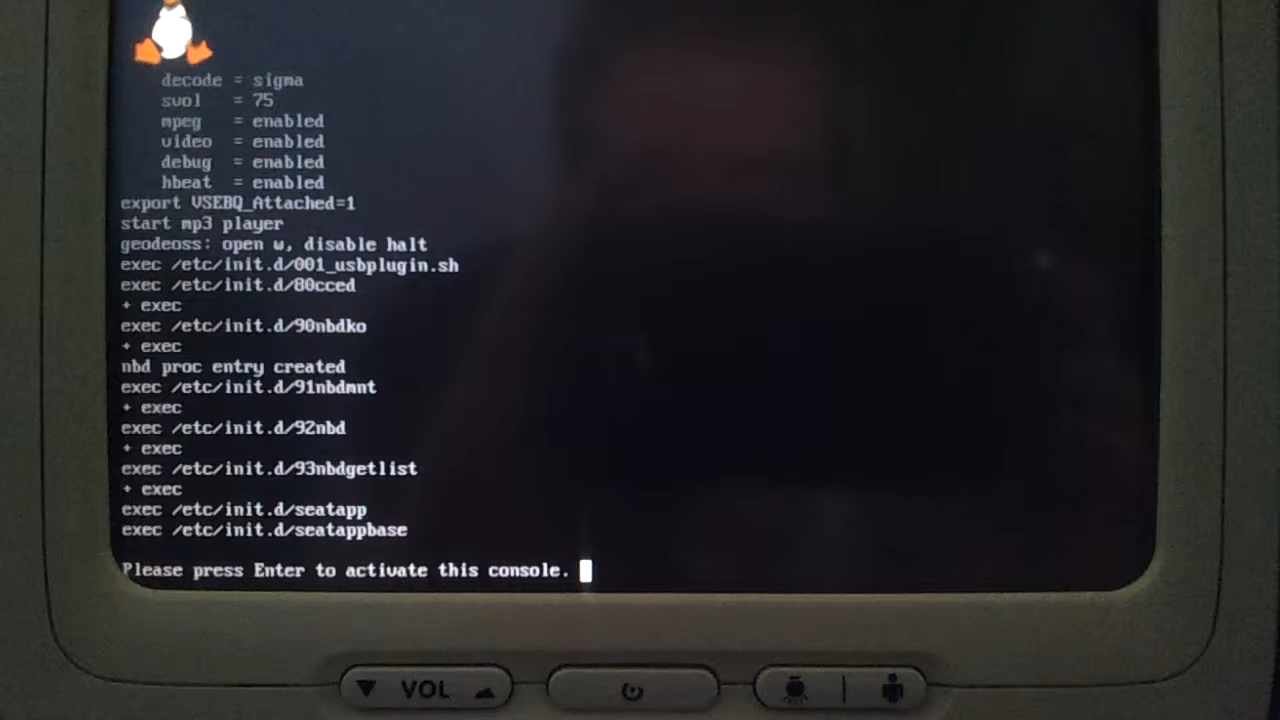 decode = sigma
svol = 75
mpeg = enabled
video = enabled
debug = enabled
hbeat = enabled
export VSEBQ_Attached=1
start mp3 player
geodeoss: open w, disable halt
exec /etc/init.d/001_usbplugin.sh
exec /etc/init.d/80cced
+ exec
exec /etc/init.d/90nbdko
+ exec
nbd proc entry created
exec /etc/init.d/91nbdmnt
+ exec
exec /etc/init.d/92nbd
+ exec
exec /etc/init.d/93nbdgetlist
+ exec
exec /etc/init.d/seatapp
exec /etc/init.d/seatappbase
Please press Enter to activate this console.
VOL